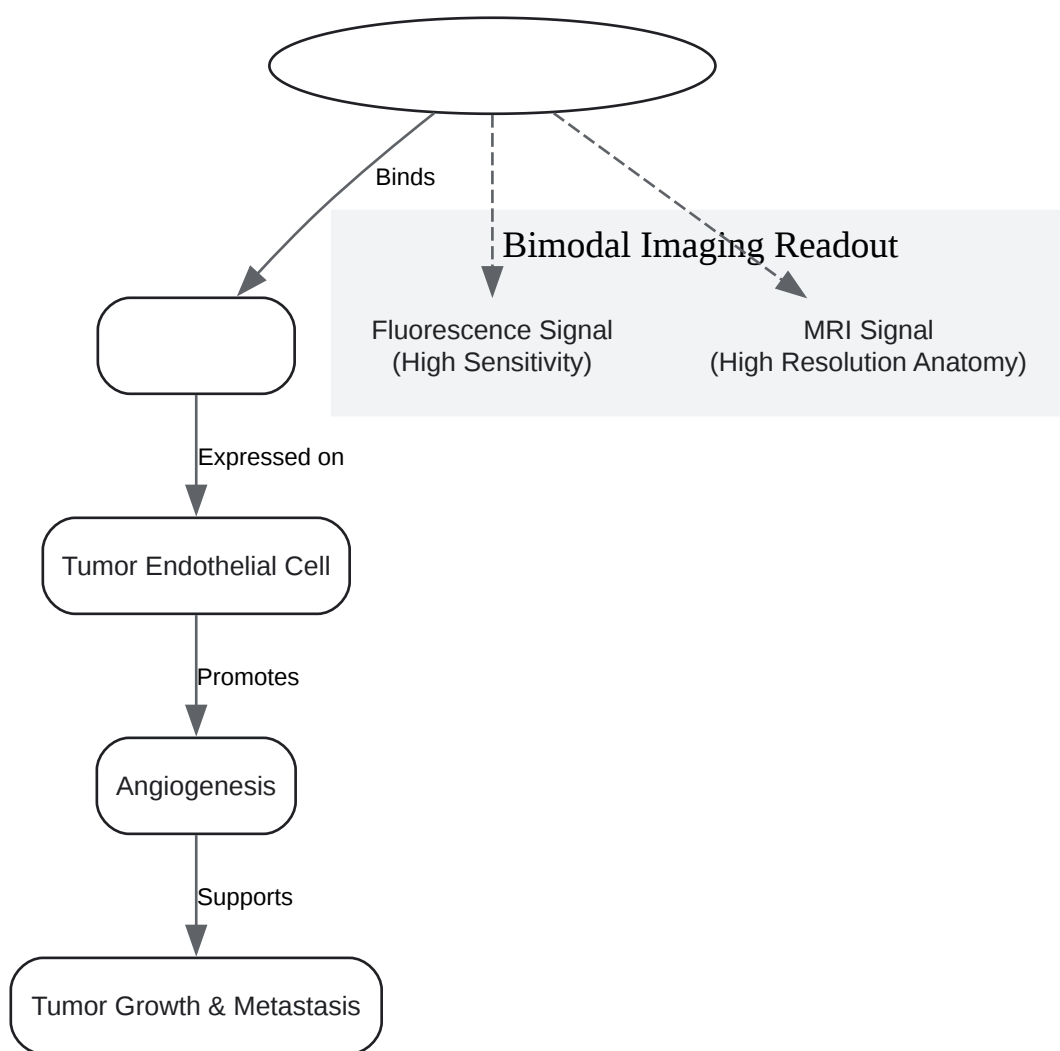 Binds
Bimodal Imaging Readout
Fluorescence Signal
(High Sensitivity)
MRI Signal
(High Resolution Anatomy)
Expressed on
Tumor Endothelial Cell
Promotes
Angiogenesis
Supports
Tumor Growth & Metastasis